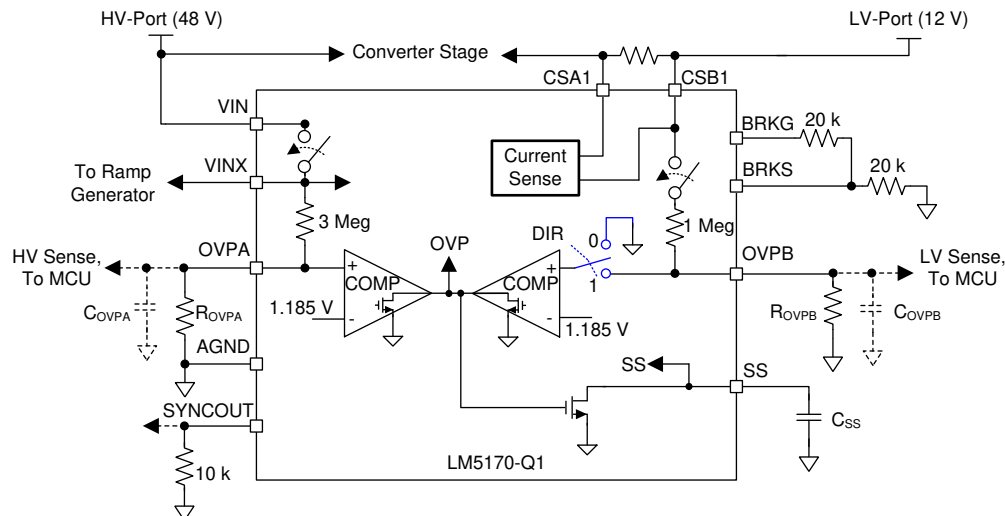 HV-Port (48 V)
LV-Port (12 V)
Converter Stage
CSA1
CSB1
VIN
BRKG
20 k
Current
Sense
To Ramp
Generator
VINX
BRKS
20 k
3 Meg
1 Meg
HV Sense,
To MCU
OVPA
OVP
DIR
0
1
OVPB
LV Sense,
To MCU
+
COMP
-
1.185 V
+
COMP
-
1.185 V
COVPA
ROVPA
ROVPB
COVPB
AGND
SS
SS
SYNCOUT
CSS
10 k
LM5170-Q1